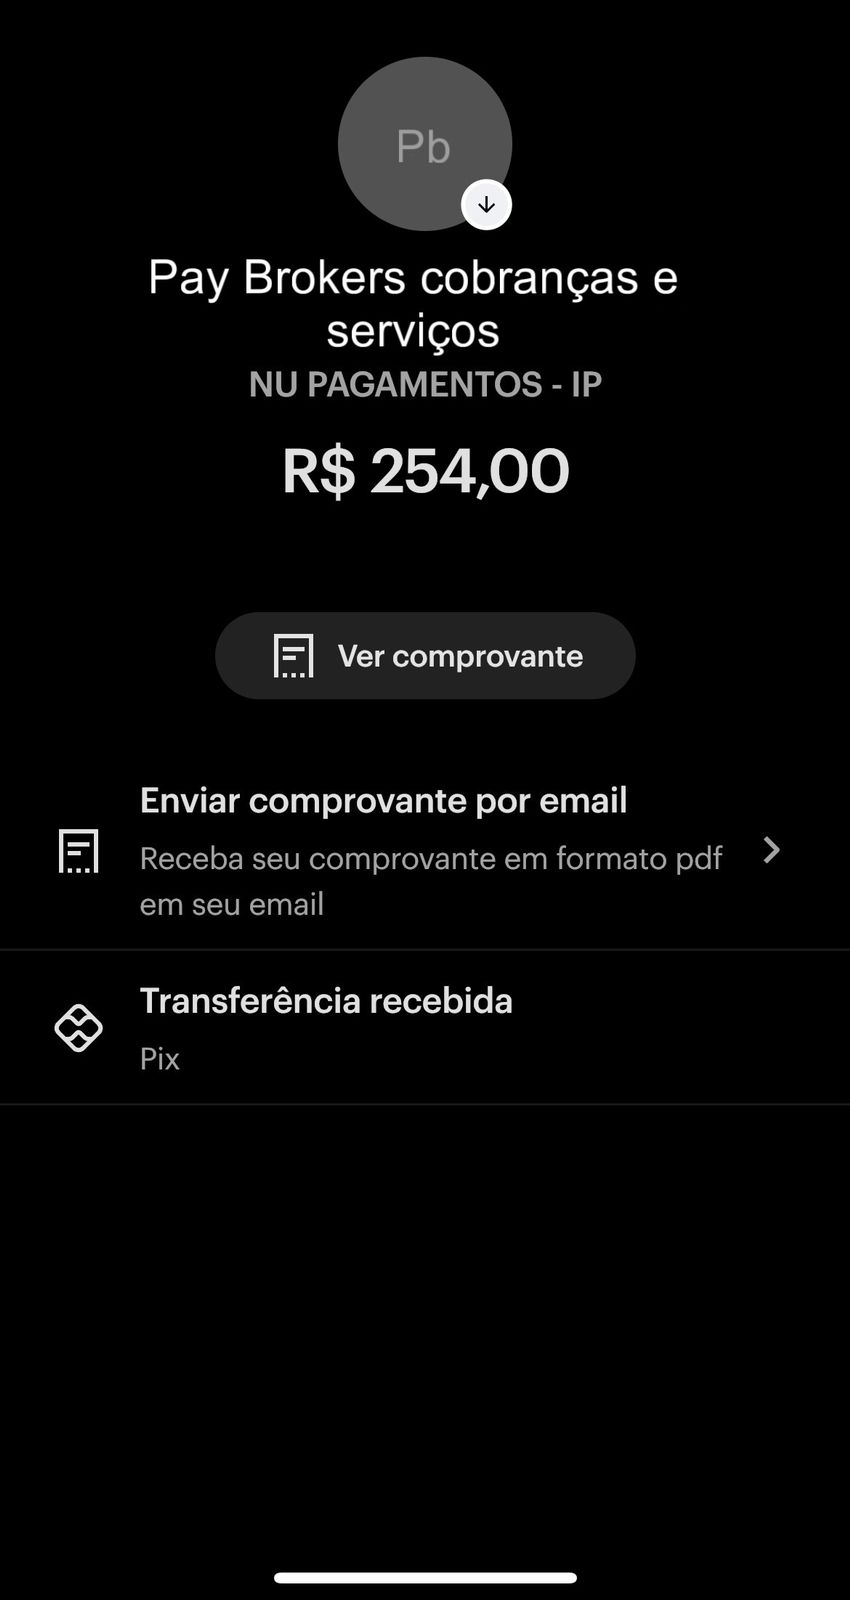 Pb
Pay Brokers cobranças e
serviços
NU PAGAMENTOS - IP
R$ 254,00
Ver comprovante
Enviar comprovante por email
Receba seu comprovante em formato pdf
em seu email
Transferência recebida
Pix